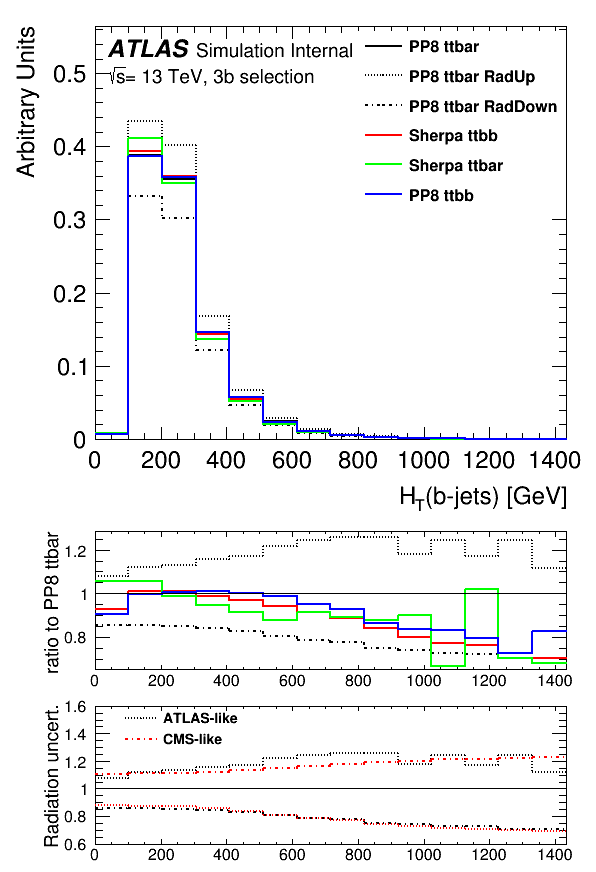 ATLAS Simulation Internal
√s= 13 TeV, 3b selection
PP8 ttbar
PP8 ttbar RadUp
PP8 ttbar RadDown
Sherpa ttbb
Sherpa ttbar
PP8 ttbb
Arbitrary Units
0.5
0.4
0.3
0.2
0.1
0
0 200 400 600 800 1000 1200 1400
H_T(b-jets) [GeV]
ratio to PP8 ttbar
1.2
1
0.8
0 200 400 600 800 1000 1200 1400
Radiation uncert.
ATLAS-like
CMS-like
1.6
1.4
1.2
1
0.8
0.6
0 200 400 600 800 1000 1200 1400